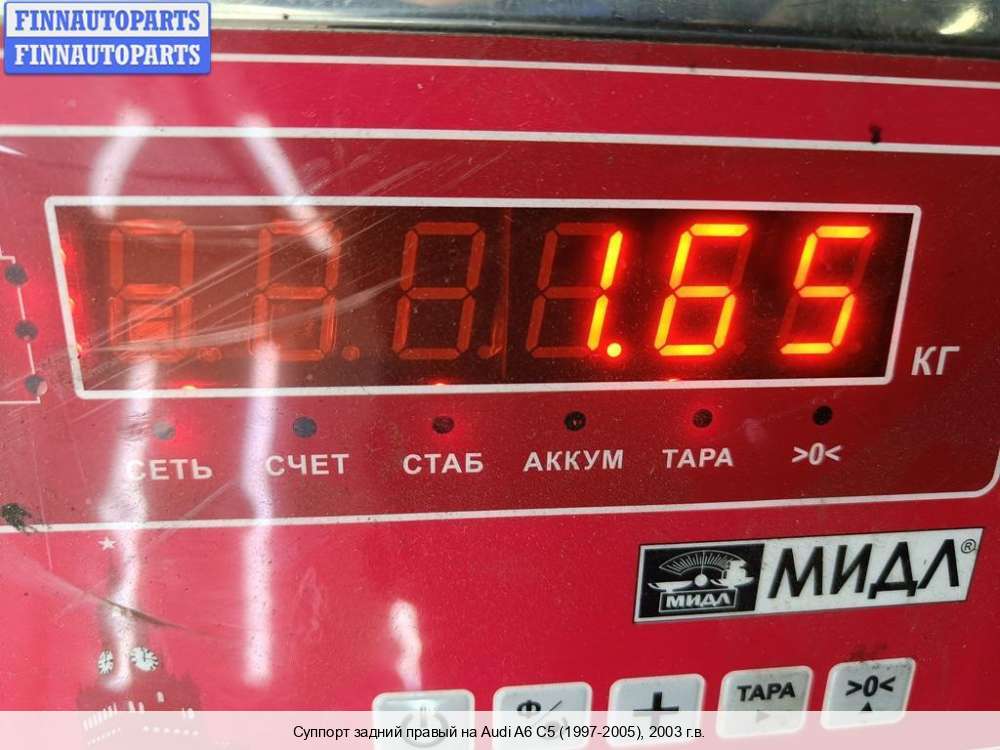 FINNAUTOPARTS
FINNAUTOPARTS
1.65
КГ
СЕТЬ СЧЕТ СТАБ АККУМ ТАРА >0<
МИДЛ МИДЛ®
ТАРА >0<
Суппорт задний правый на Audi A6 C5 (1997-2005), 2003 г.в.